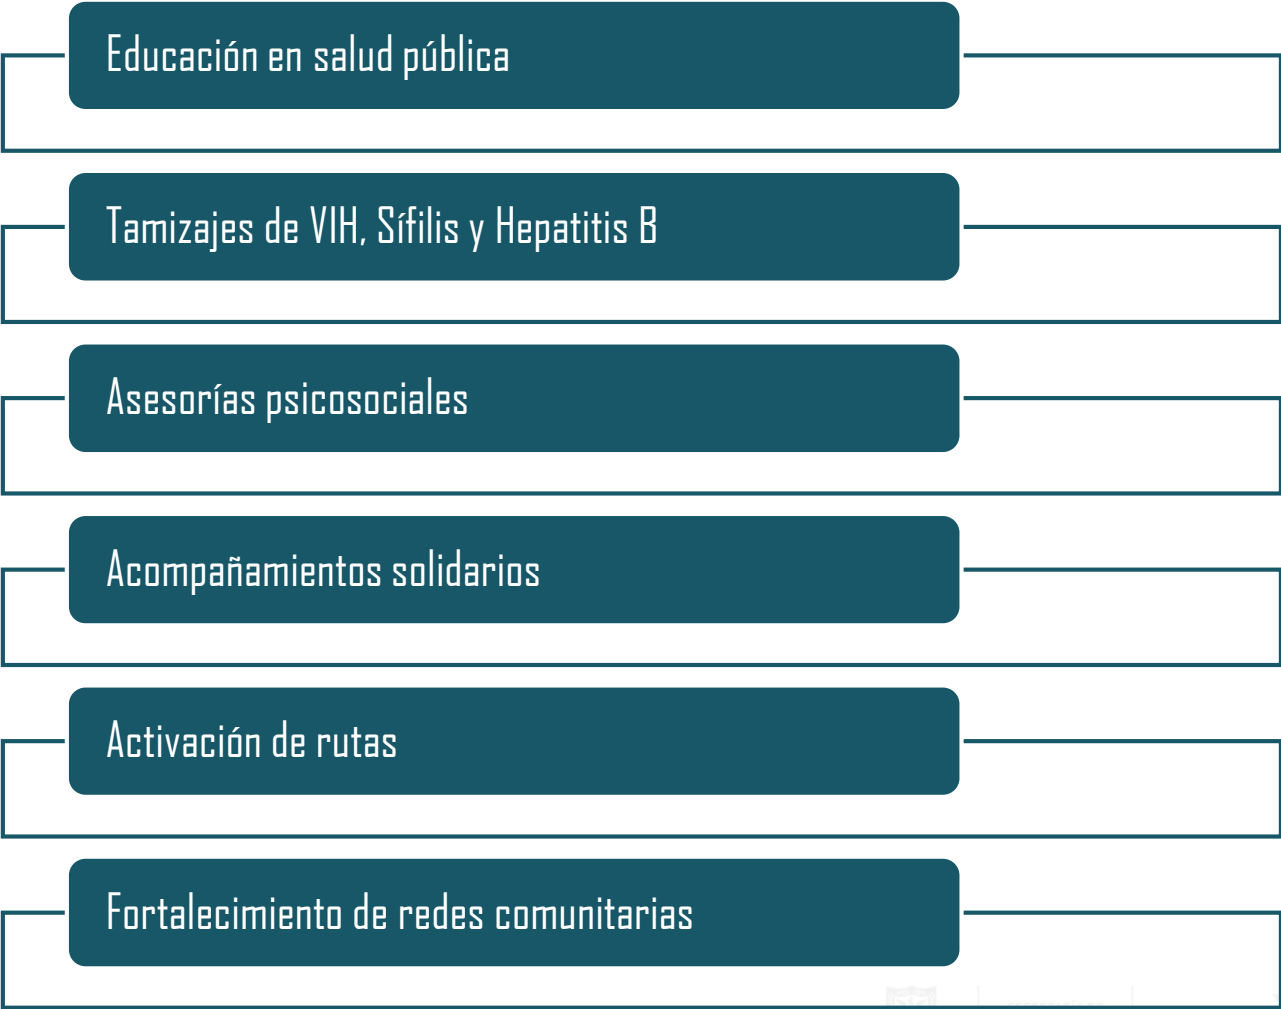 Educación en salud pública
Tamizajes de VIH, Sífilis y Hepatitis B
Asesorías psicosociales
Acompañamientos solidarios
Activación de rutas
Fortalecimiento de redes comunitarias